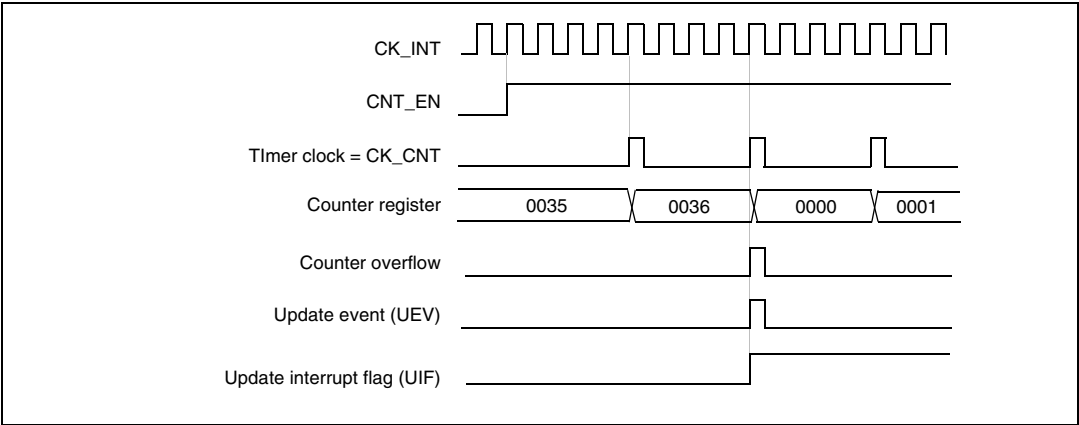 CK_INT
CNT_EN
TImer clock = CK_CNT
Counter register 0035 0036 0000 0001
Counter overflow
Update event (UEV)
Update interrupt flag (UIF)